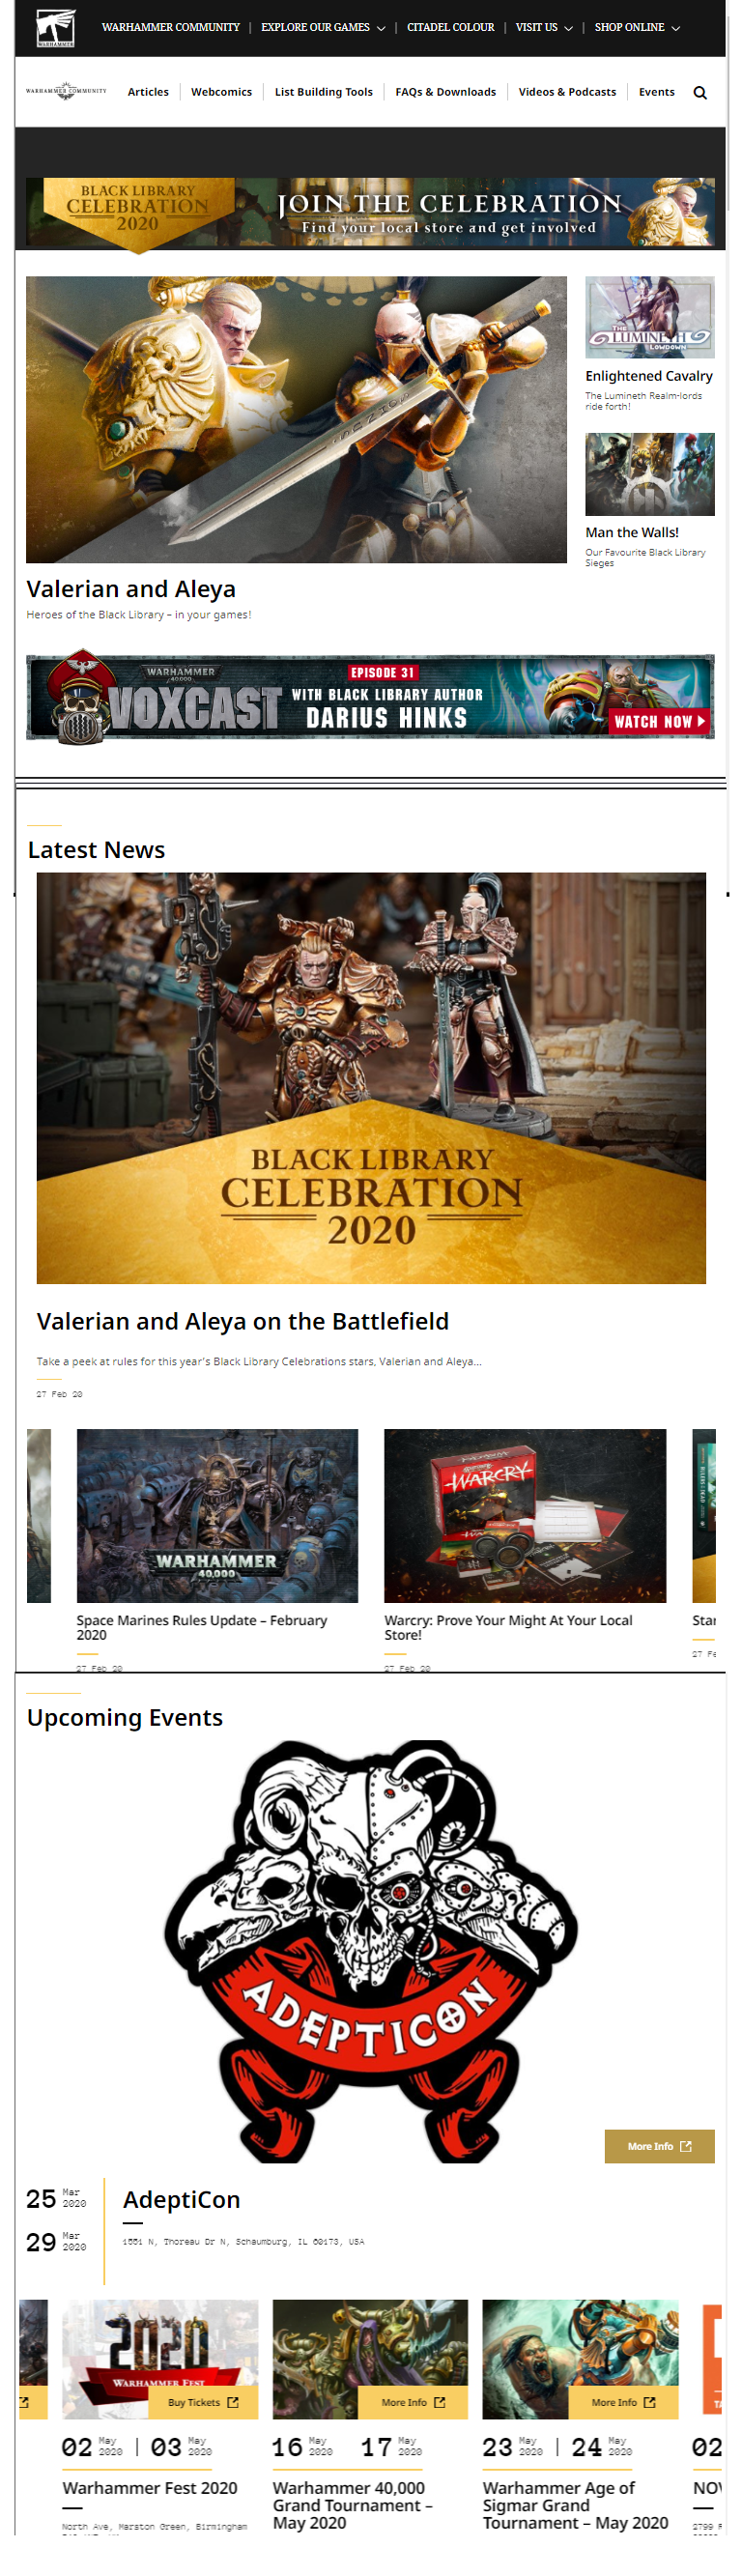 WARHAMMER
WARHAMMER COMMUNITY
EXPLORE OUR GAMES
CITADEL COLOUR
VISIT US
SHOP ONLINE
WARHAMMER COMMUNITY
Articles
Webcomics
List Building Tools
FAQs & Downloads
Videos & Podcasts
Events
BLACK LIBRARY
CELEBRATION
2020
JOIN THE CELEBRATION
Find your local store and get involved
THE
LUMINETH
LOWDOWN
Enlightened Cavalry
The Lumineth Realm-lords
ride forth!
Man the Walls!
Our Favourite Black Library
Sieges
Valerian and Aleya
Heroes of the Black Library – in your games!
WARHAMMER
40,000
VOXCAST
EPISODE 31
WITH BLACK LIBRARY AUTHOR
DARIUS HINKS
WATCH NOW
Latest News
BLACK LIBRARY
CELEBRATION
2020
Valerian and Aleya on the Battlefield
Take a peek at rules for this year's Black Library Celebrations stars, Valerian and Aleya...
27 Feb 20
WARHAMMER
40,000
Space Marines Rules Update – February
2020
27 Feb 20
WARCRY
Warcry: Prove Your Might At Your Local
Store!
27 Feb 20
Star
27 Fe
Upcoming Events
ADEPTICON
More Info
25 Mar 2020
29 Mar 2020
AdeptiCon
1551 N, Thoreau Dr N, Schaumburg, IL 60173, USA
2020
WARHAMMER FEST
Buy Tickets
02 May 2020 | 03 May 2020
Warhammer Fest 2020
North Ave, Marston Green, Birmingham
More Info
16 May 2020
17 May 2020
Warhammer 40,000
Grand Tournament –
May 2020
More Info
23 May 2020 | 24 May 2020
Warhammer Age of
Sigmar Grand
Tournament – May 2020
TA
02
NOV
2799